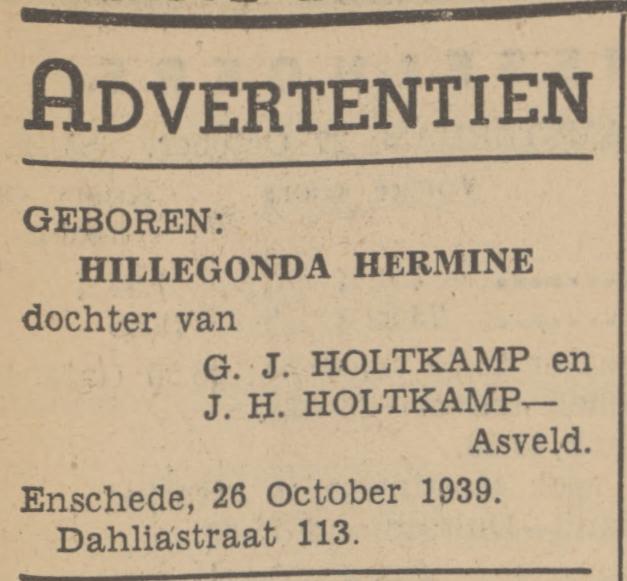 ADVERTENTIEN
GEBOREN:
HILLEGONDA HERMINE
dochter van
G. J. HOLTKAMP en
J. H. HOLTKAMP—
Asveld.
Enschede, 26 October 1939.
Dahliastraat 113.